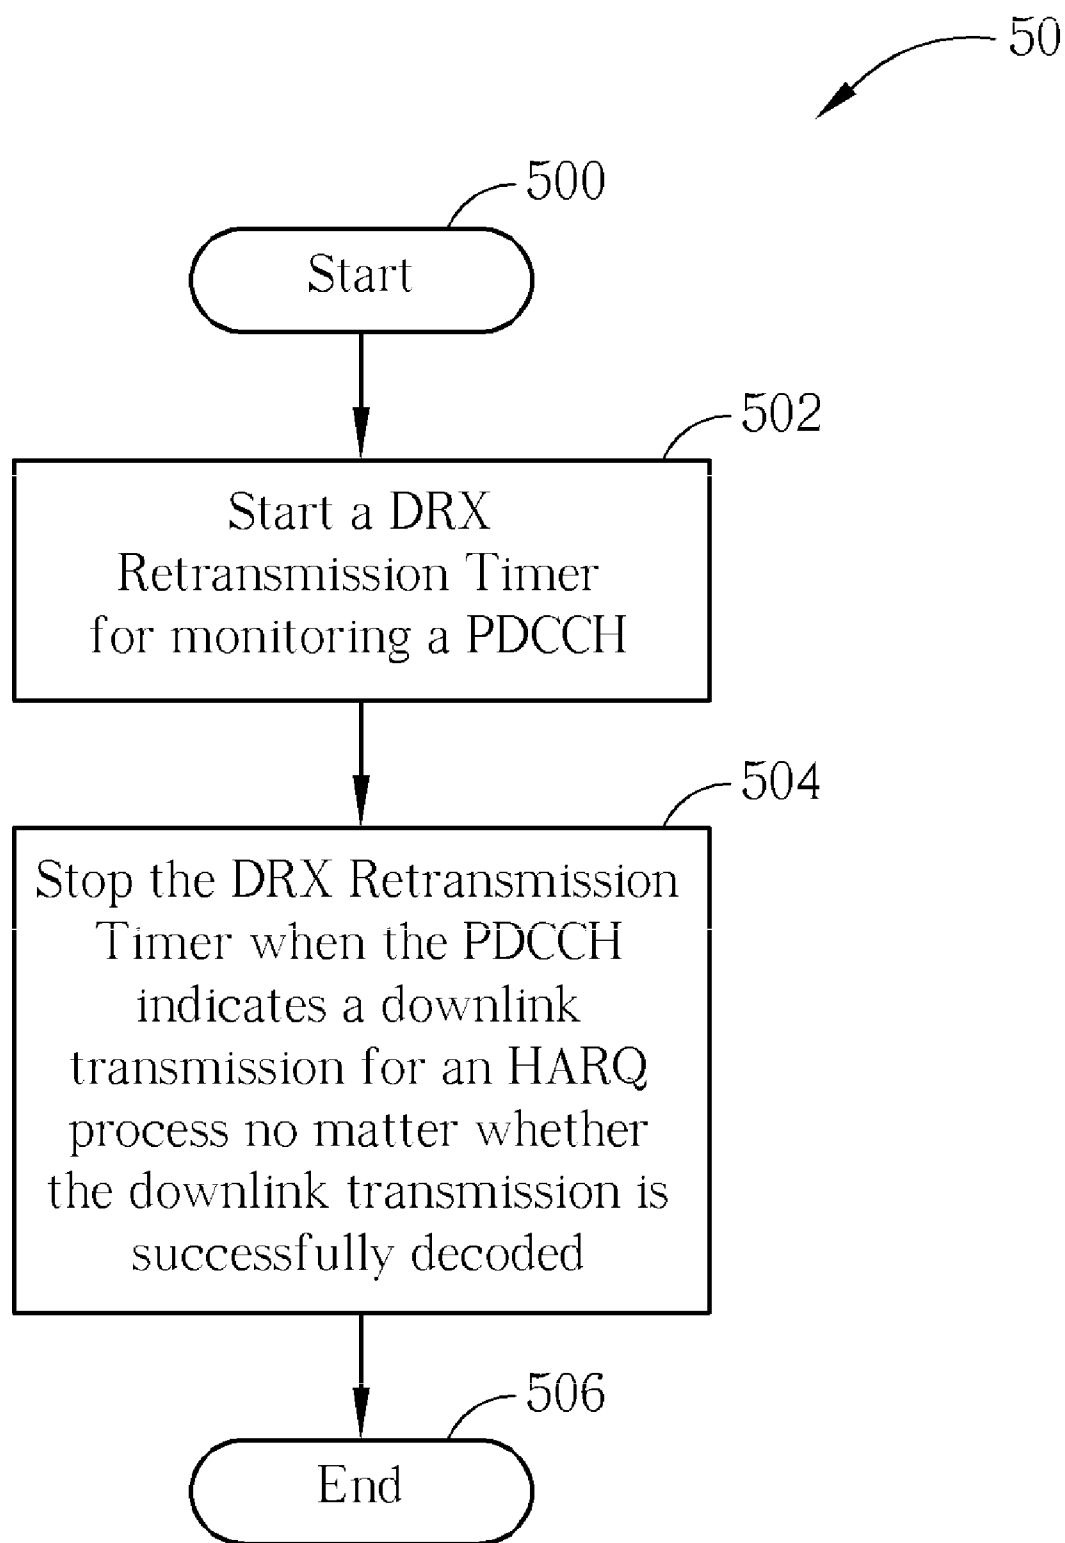 50
500
Start
502
Start a DRX
Retransmission Timer
for monitoring a PDCCH
504
Stop the DRX Retransmission
Timer when the PDCCH
indicates a downlink
transmission for an HARQ
process no matter whether
the downlink transmission is
successfully decoded
506
End